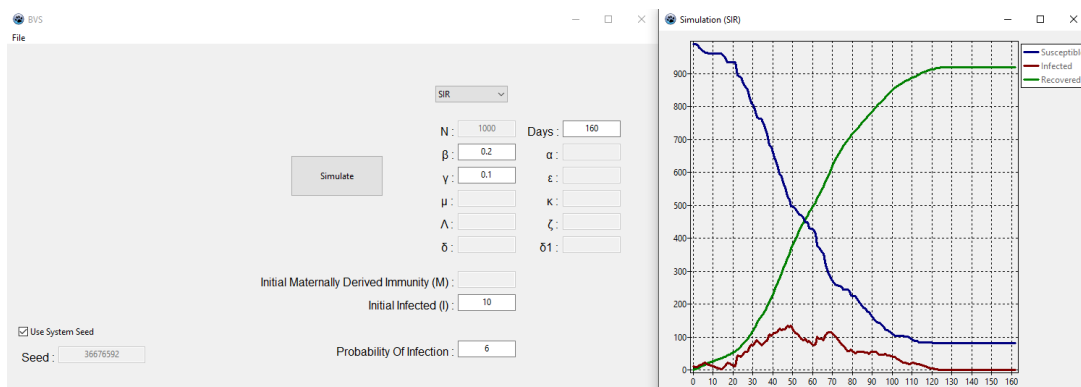 BVS
File
SIR
N : 1000 Days : 160
β : 0.2 α :
γ : 0.1 ε :
μ : κ :
Λ : ζ :
δ : δ1 :
Simulate
Initial Maternally Derived Immunity (M) :
Initial Infected (I) : 10
Use System Seed
Seed : 36676592
Probability Of Infection : 6
Simulation (SIR)
Susceptible
Infected
Recovered
900
800
700
600
500
400
300
200
100
0
0 10 20 30 40 50 60 70 80 90 100 110 120 130 140 150 160